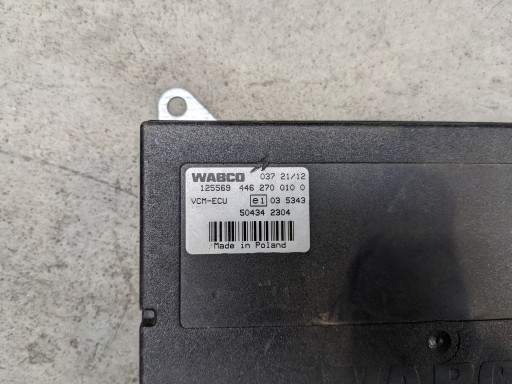 WABCO 037 21/12
125569 446 270 010 0
VCM-ECU e1 03 5343
50434 2304
Made in Poland
WABCO